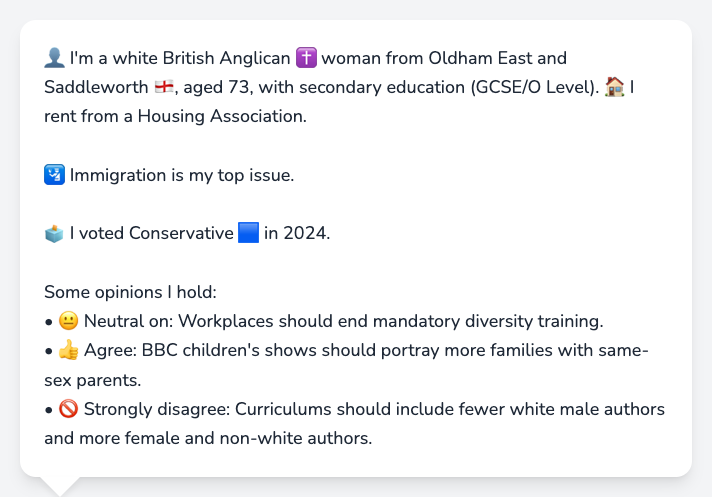 👤 I'm a white British Anglican ✝️ woman from Oldham East and
Saddleworth 🏴󠁧󠁢󠁥󠁮󠁧󠁿, aged 73, with secondary education (GCSE/O Level). 🏠 I
rent from a Housing Association.
🛂 Immigration is my top issue.
🗳️ I voted Conservative 🟦 in 2024.
Some opinions I hold:
• 😐 Neutral on: Workplaces should end mandatory diversity training.
• 👍 Agree: BBC children's shows should portray more families with same-
sex parents.
• 🚫 Strongly disagree: Curriculums should include fewer white male authors
and more female and non-white authors.